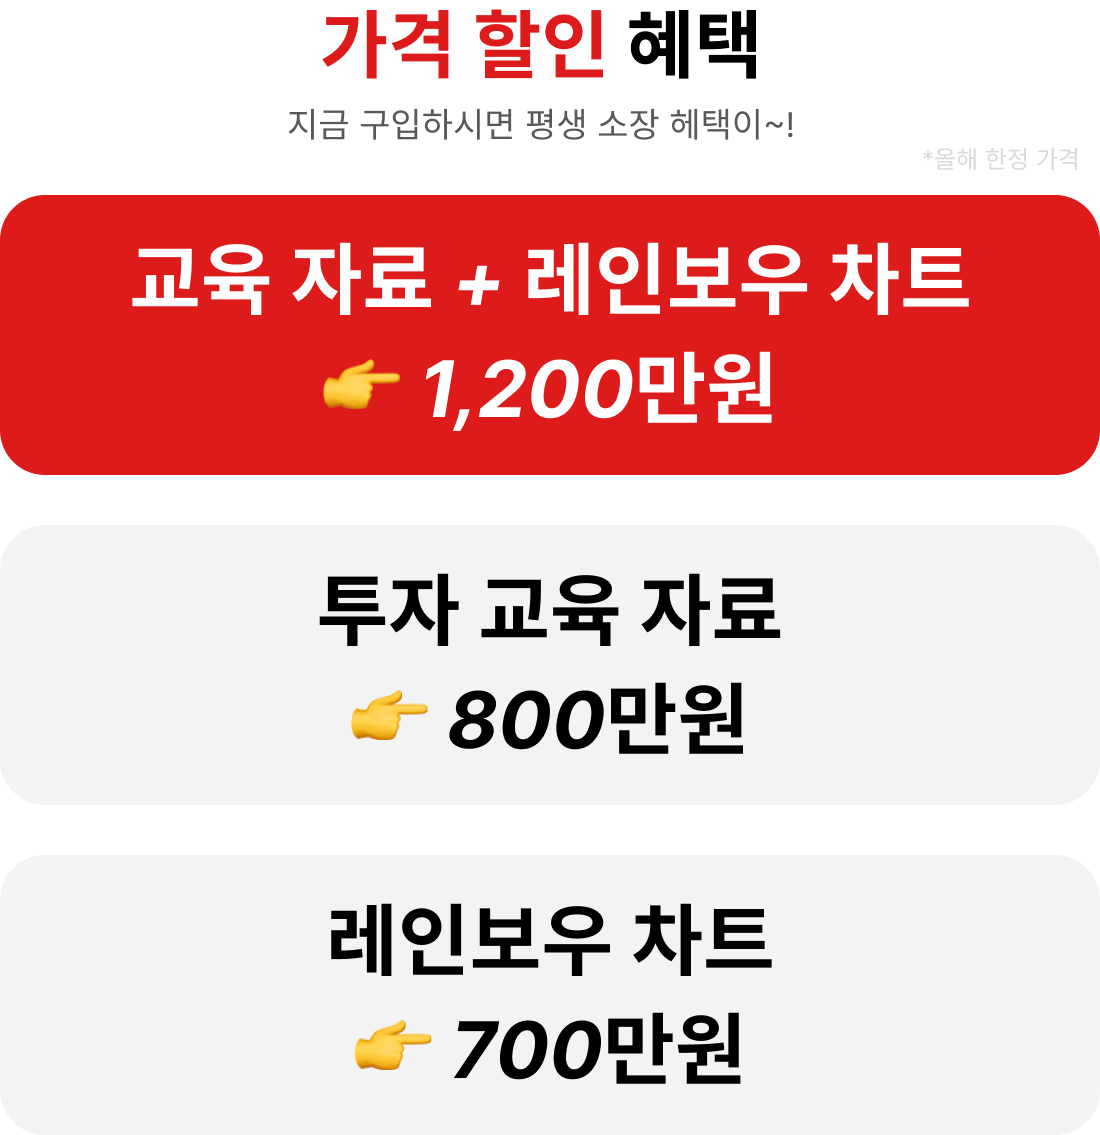 가격 할인 혜택
지금 구입하시면 평생 소장 헤택이~!
*올해 한정 가격
교육 자료 + 레인보우 차트
👉 1,200만원
투자 교육 자료
👉 800만원
레인보우 차트
👉 700만원